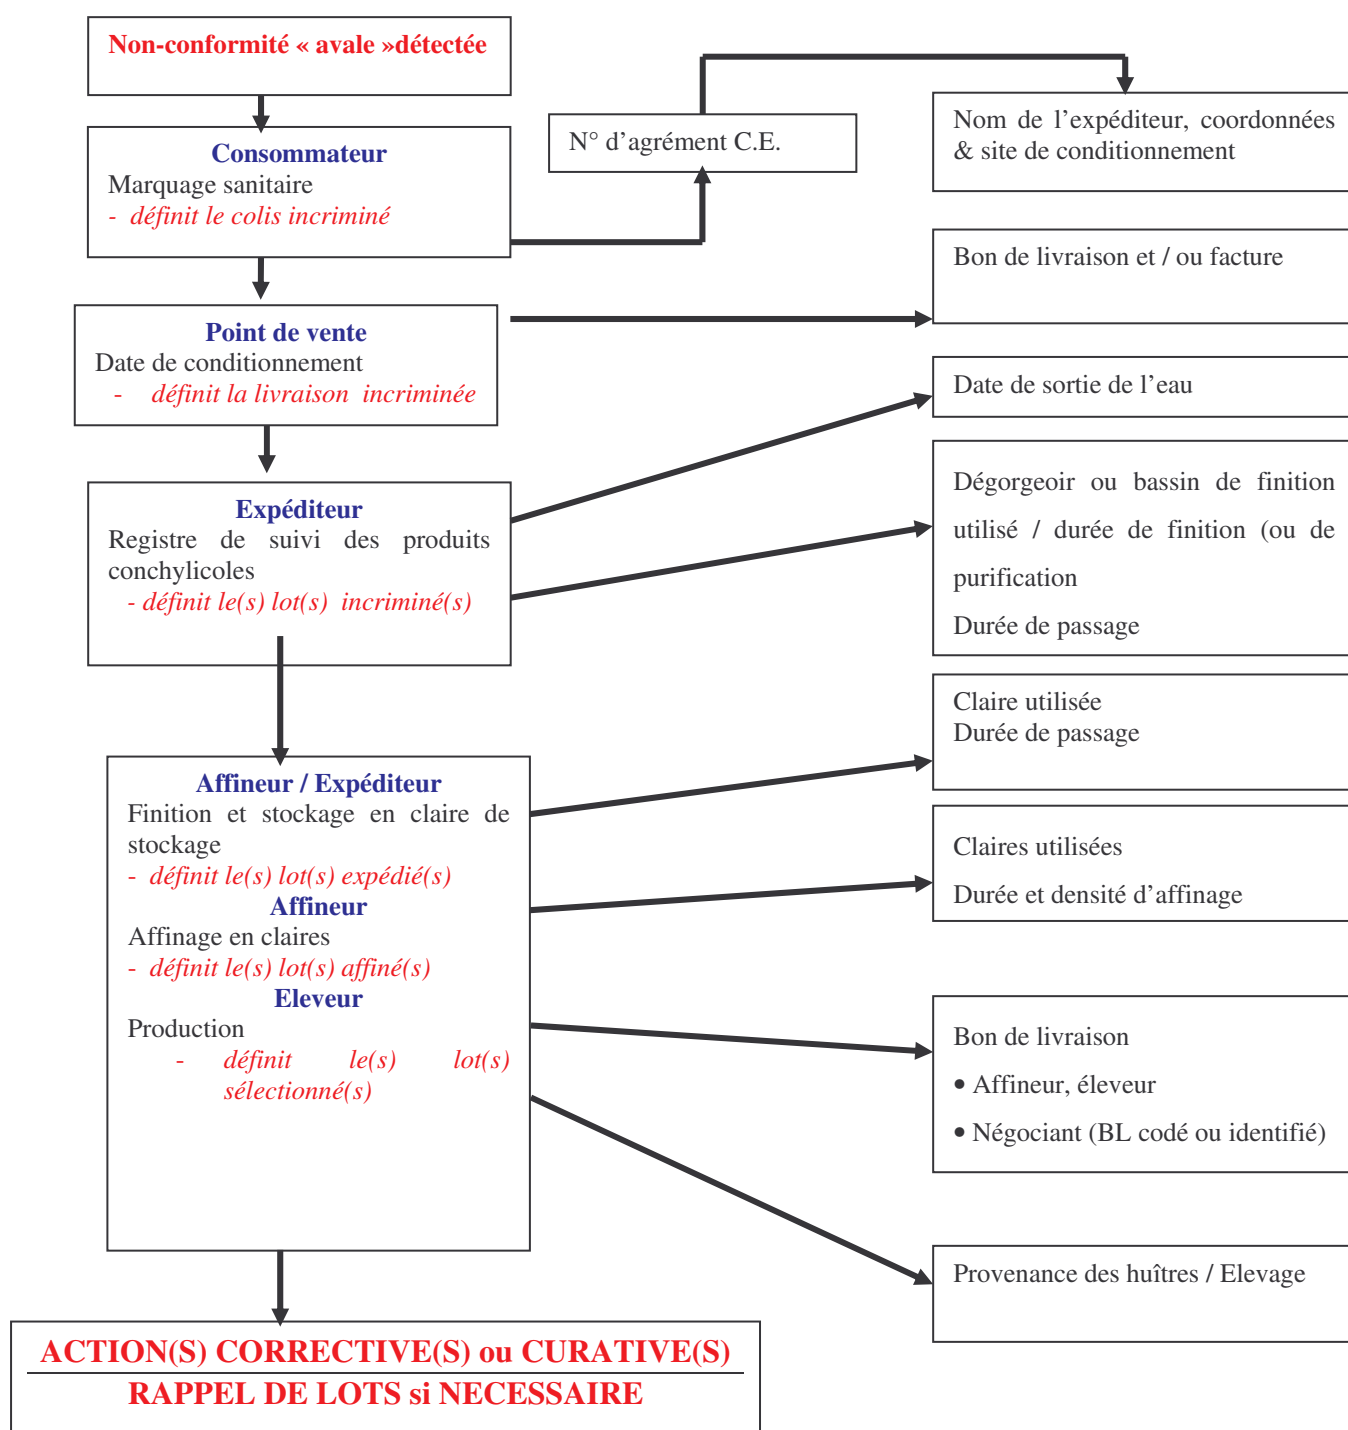 Non-conformité « avale »détectée
Consommateur
Marquage sanitaire
- définit le colis incriminé
N° d'agrément C.E.
Nom de l'expéditeur, coordonnées
& site de conditionnement
Point de vente
Date de conditionnement
- définit la livraison incriminée
Bon de livraison et / ou facture
Expéditeur
Registre de suivi des produits
conchylicoles
- définit le(s) lot(s) incriminé(s)
Date de sortie de l'eau
Dégorgeoir ou bassin de finition
utilisé / durée de finition (ou de
purification
Durée de passage
Affineur / Expéditeur
Finition et stockage en claire de
stockage
- définit le(s) lot(s) expédié(s)
Affineur
Affinage en claires
- définit le(s) lot(s) affiné(s)
Eleveur
Production
- définit le(s) lot(s)
sélectionné(s)
Claire utilisée
Durée de passage
Claires utilisées
Durée et densité d'affinage
Bon de livraison
• Affineur, éleveur
• Négociant (BL codé ou identifié)
Provenance des huîtres / Elevage
ACTION(S) CORRECTIVE(S) ou CURATIVE(S)
RAPPEL DE LOTS si NECESSAIRE